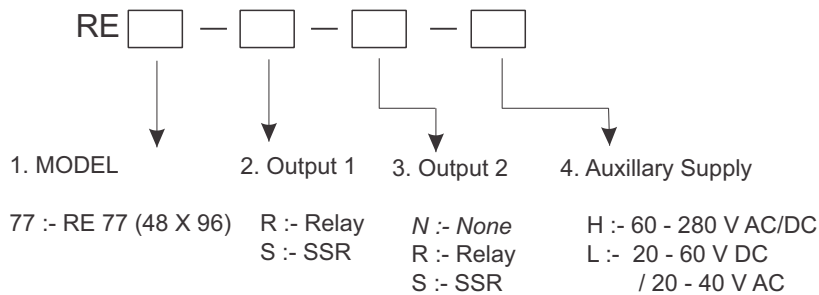 RE — — —
1. MODEL
77 :- RE 77 (48 X 96)
2. Output 1
R :- Relay
S :- SSR
3. Output 2
N :- None
R :- Relay
S :- SSR
4. Auxillary Supply
H :- 60 - 280 V AC/DC
L :- 20 - 60 V DC
/ 20 - 40 V AC